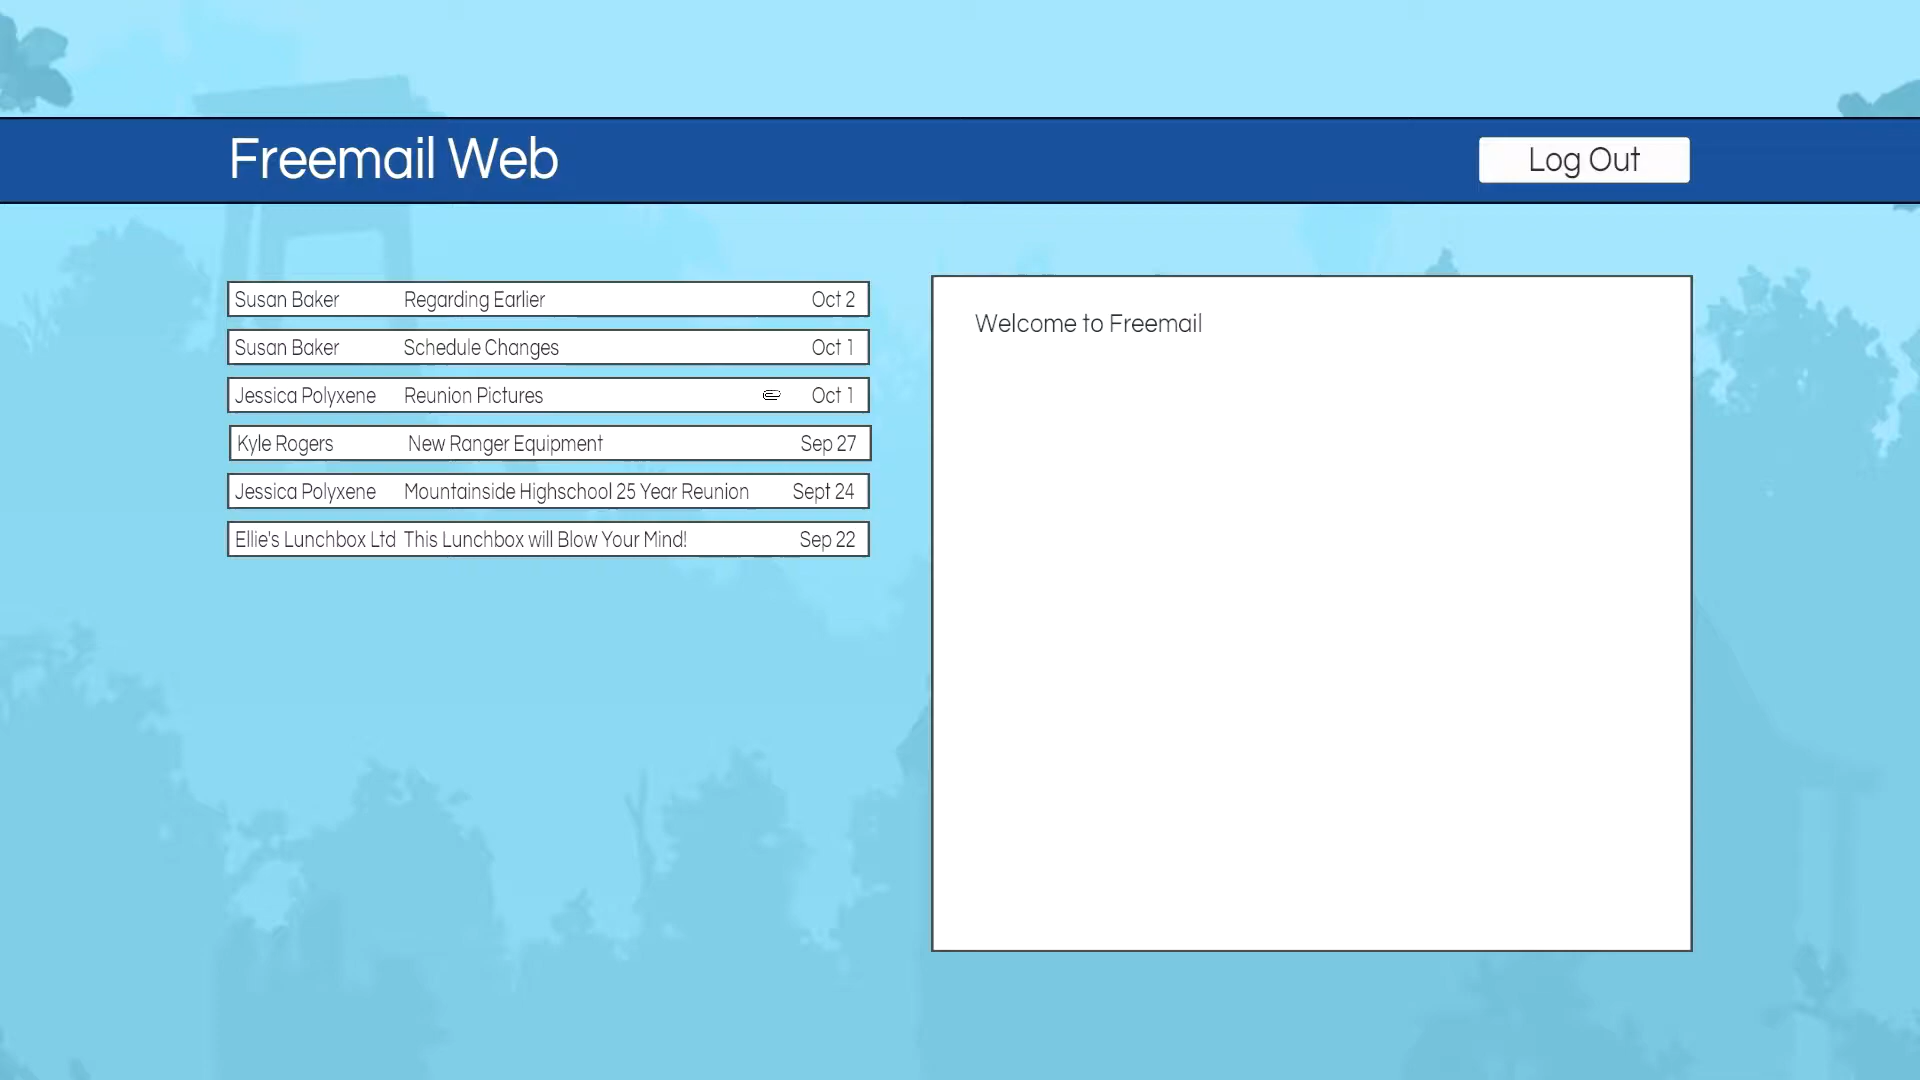 Freemail Web
Log Out
Susan Baker Regarding Earlier Oct 2
Susan Baker Schedule Changes Oct 1
Jessica Polyxene Reunion Pictures Oct 1
Kyle Rogers New Ranger Equipment Sep 27
Jessica Polyxene Mountainside Highschool 25 Year Reunion Sept 24
Ellie's Lunchbox Ltd This Lunchbox will Blow Your Mind! Sep 22
Welcome to Freemail